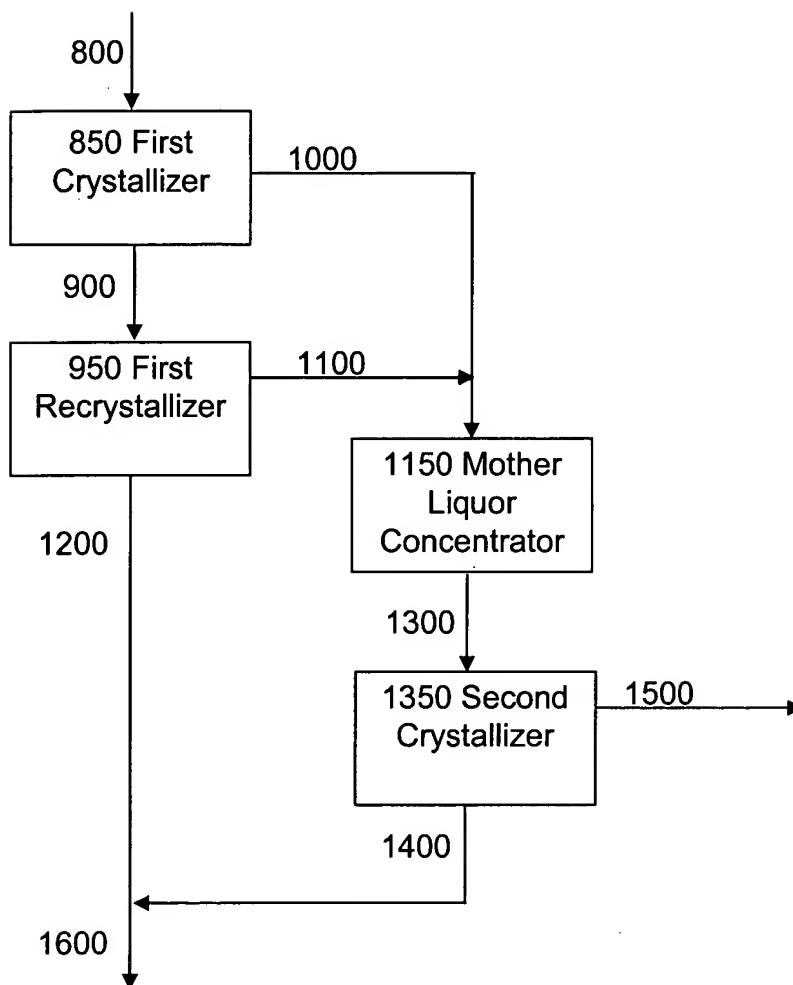 800
850 First
Crystallizer
1000
900
950 First
Recrystallizer
1100
1150 Mother
Liquor
Concentrator
1200
1300
1350 Second
Crystallizer
1500
1400
1600